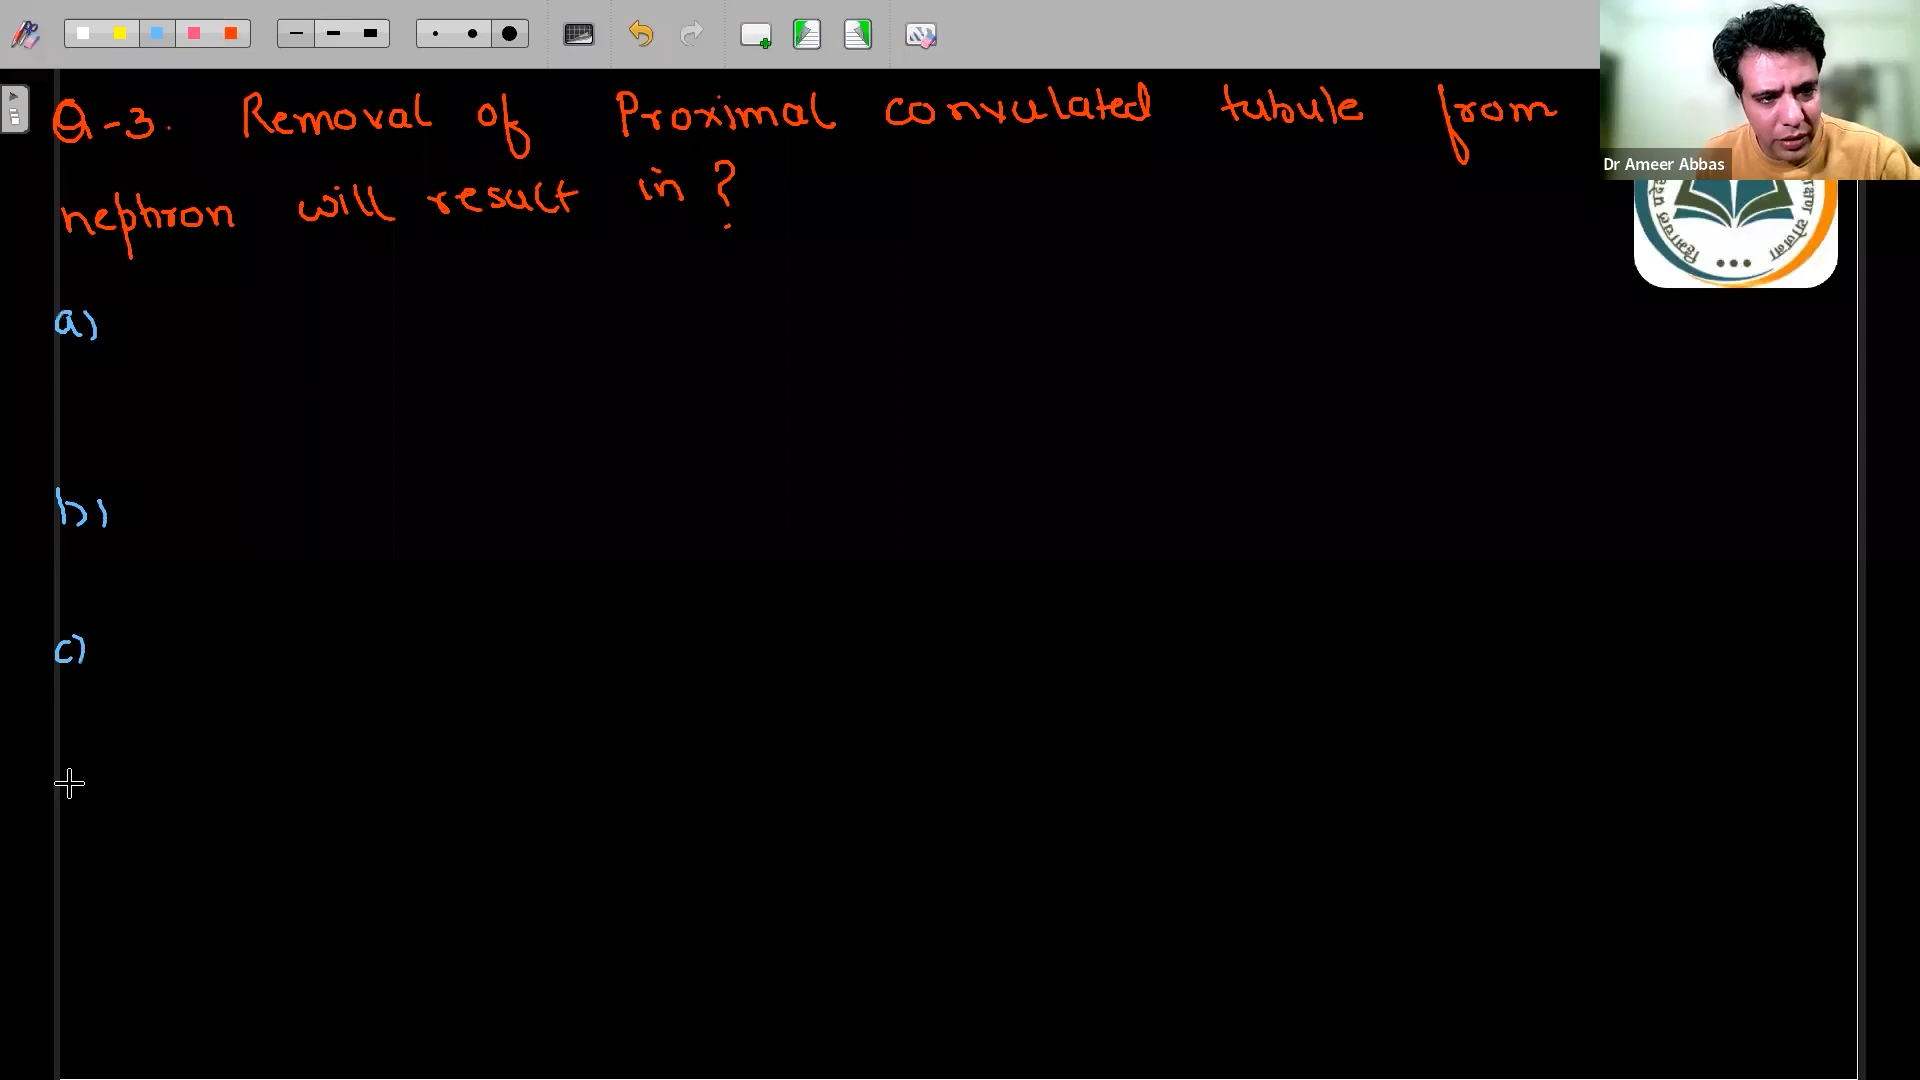 Q-3. Removal of Proximal convulated tubule from
nephron will result in ?
a)
b)
c)
Dr Ameer Abbas